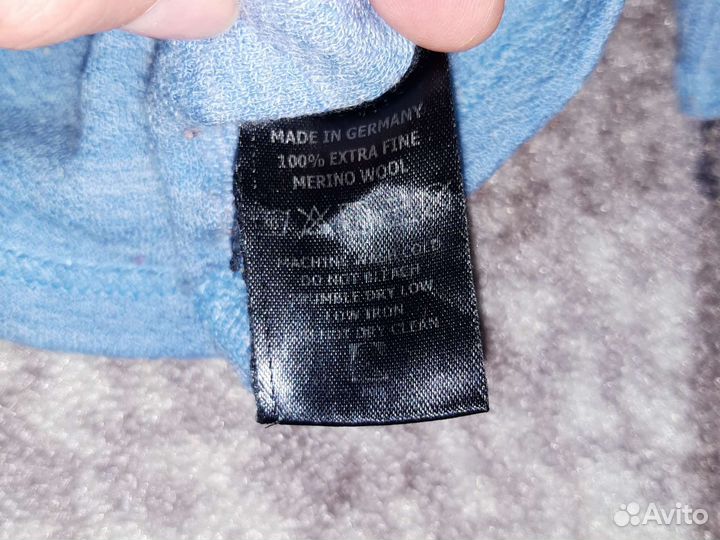 MADE IN GERMANY
100% EXTRA FINE
MERINO WOOL
MACHINE WASH COLD
DO NOT BLEACH
TUMBLE DRY LOW
LOW IRON
DRY CLEAN
Avito